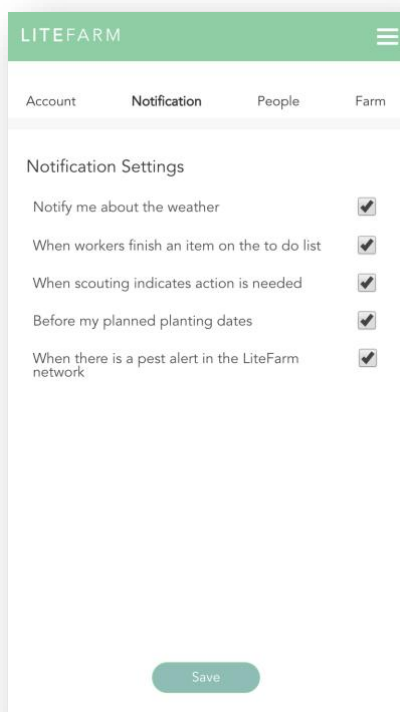 LITEFARM
Account Notification People Farm
Notification Settings
Notify me about the weather
When workers finish an item on the to do list
When scouting indicates action is needed
Before my planned planting dates
When there is a pest alert in the LiteFarm
network
Save